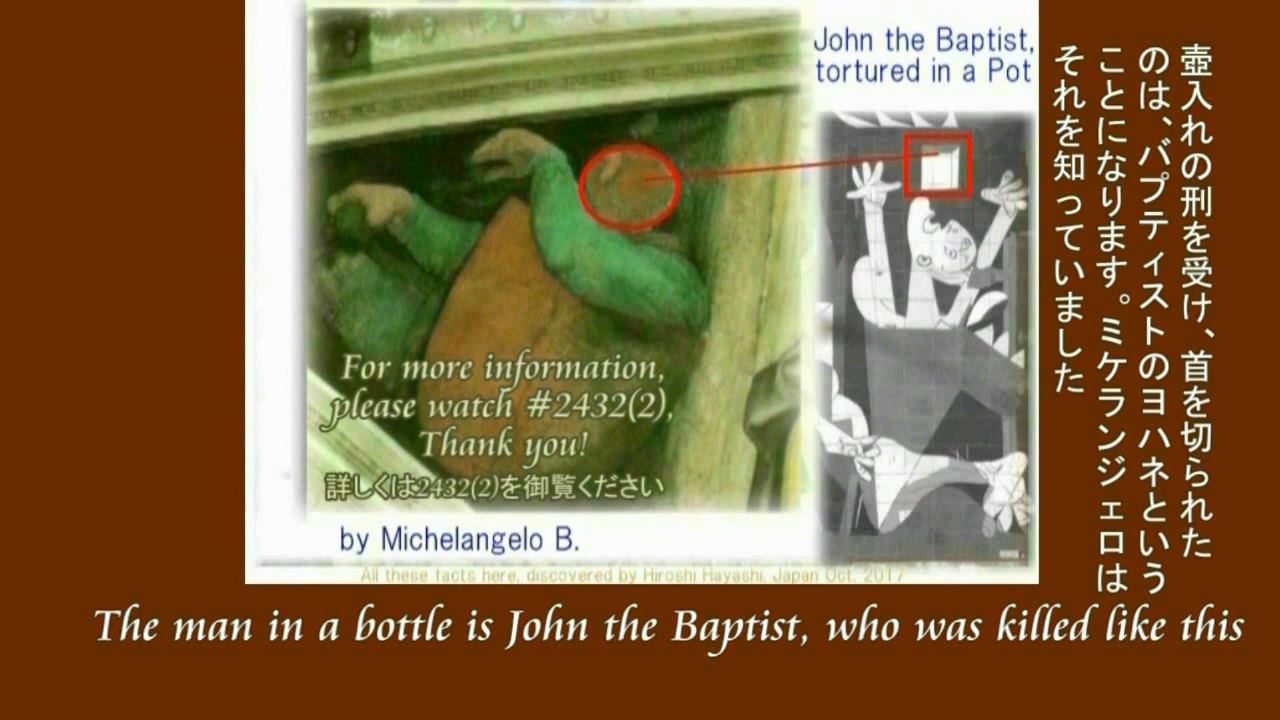 John the Baptist,
tortured in a Pot
壺入れの刑を受け、首を切られた
のは、バプティストのヨハネという
ことになります。ミケランジェロは
それを知っていました
For more information,
please watch #2432(2),
Thank you!
詳しくは2432(2)を御覧ください
by Michelangelo B.
All these facts here, discovered by Hiroshi Hayashi, Japan Oct, 2017
The man in a bottle is John the Baptist, who was killed like this